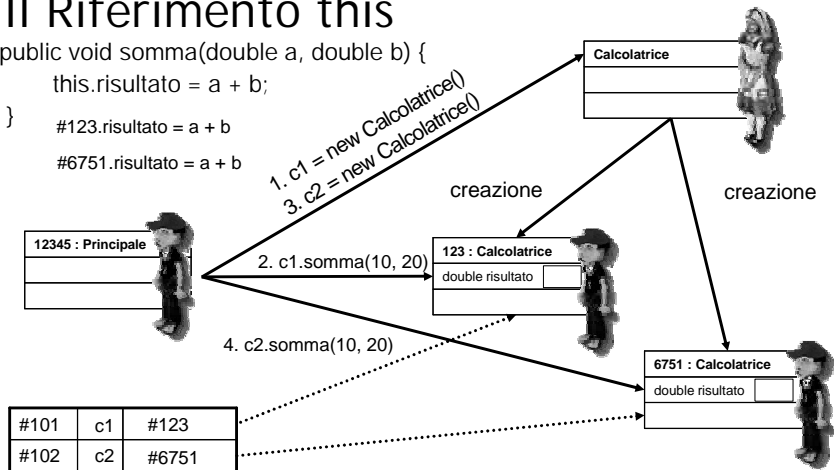 Il Riferimento this
public void somma(double a, double b) {
this.risultato = a + b;
}
#123.risultato = a + b
#6751.risultato = a + b
Calcolatrice
1. c1 = new Calcolatrice()
3. c2 = new Calcolatrice()
creazione
creazione
12345 : Principale
2. c1.somma(10, 20)
123 : Calcolatrice
double risultato
4. c2.somma(10, 20)
6751 : Calcolatrice
double risultato
#101 c1 #123
#102 c2 #6751